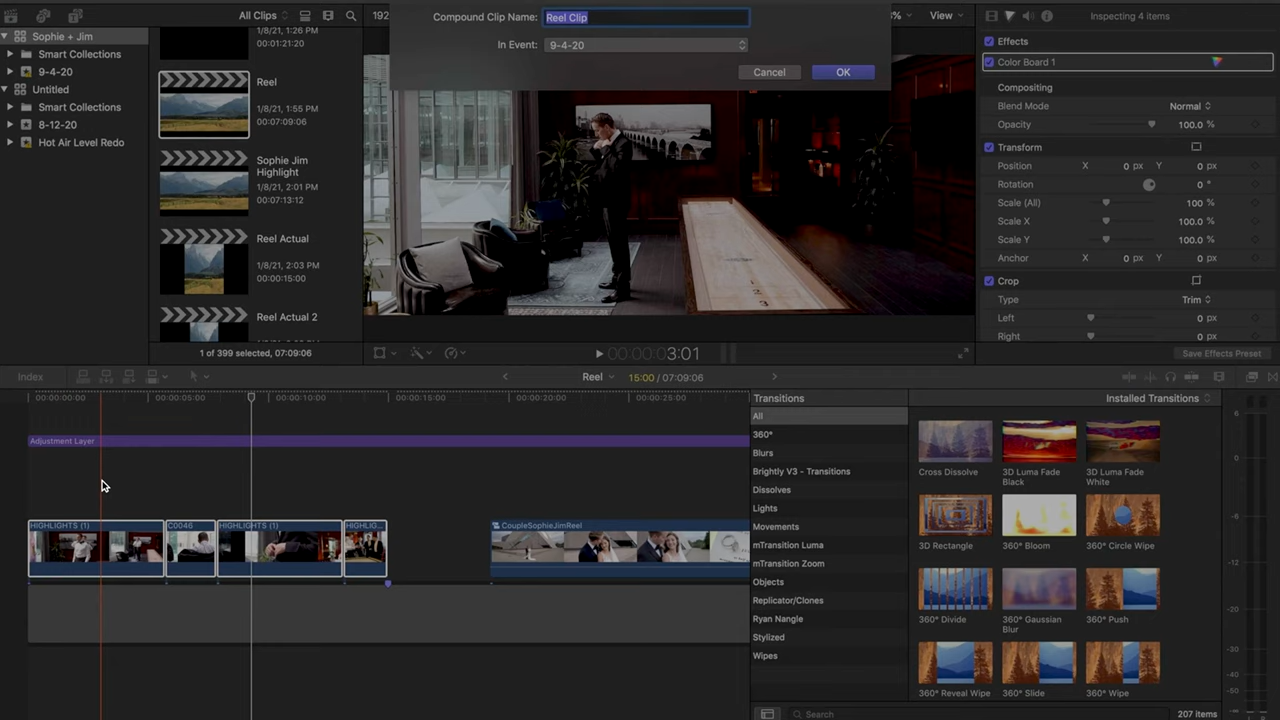 All Clips
192
Compound Clip Name:
Reel Clip
In Event:
9-4-20
Cancel
OK
%
View
Inspecting 4 items
Sophie + Jim
Smart Collections
9-4-20
Untitled
Smart Collections
8-12-20
Hot Air Level Redo
1/8/21, 1:26 PM
00:01:21:20
Reel
1/8/21, 1:55 PM
00:07:09:06
Sophie Jim
Highlight
1/8/21, 2:01 PM
00:07:13:12
Reel Actual
1/8/21, 2:03 PM
00:00:15:00
Reel Actual 2
1 of 399 selected, 07:09:06
00:00:00:03:01
Effects
Color Board 1
Compositing
Blend Mode
Normal
Opacity
100.0 %
Transform
Position
X
0 px
Y
0 px
Rotation
0 °
Scale (All)
100 %
Scale X
100.0 %
Scale Y
100.0 %
Anchor
X
0 px
Y
0 px
Crop
Type
Trim
Left
0 px
Right
0 px
Save Effects Preset
Index
Reel
15:00 / 07:09:06
00:00:00:00
00:00:05:00
00:00:10:00
00:00:15:00
00:00:20:00
00:00:25:00
Adjustment Layer
HIGHLIGHTS (1)
C0046
HIGHLIGHTS (1)
HIGHLIG...
CoupleSophieJimReel
Transitions
Installed Transitions
All
360°
Blurs
Brightly V3 - Transitions
Dissolves
Lights
Movements
mTransition Luma
mTransition Zoom
Objects
Replicator/Clones
Ryan Nangle
Stylized
Wipes
Cross Dissolve
3D Luma Fade
Black
3D Luma Fade
White
3D Rectangle
360° Bloom
360° Circle Wipe
360° Divide
360° Gaussian
Blur
360° Push
360° Reveal Wipe
360° Slide
360° Wipe
Search
207 items
6
0
-6
-12
-20
-30
-40
-50